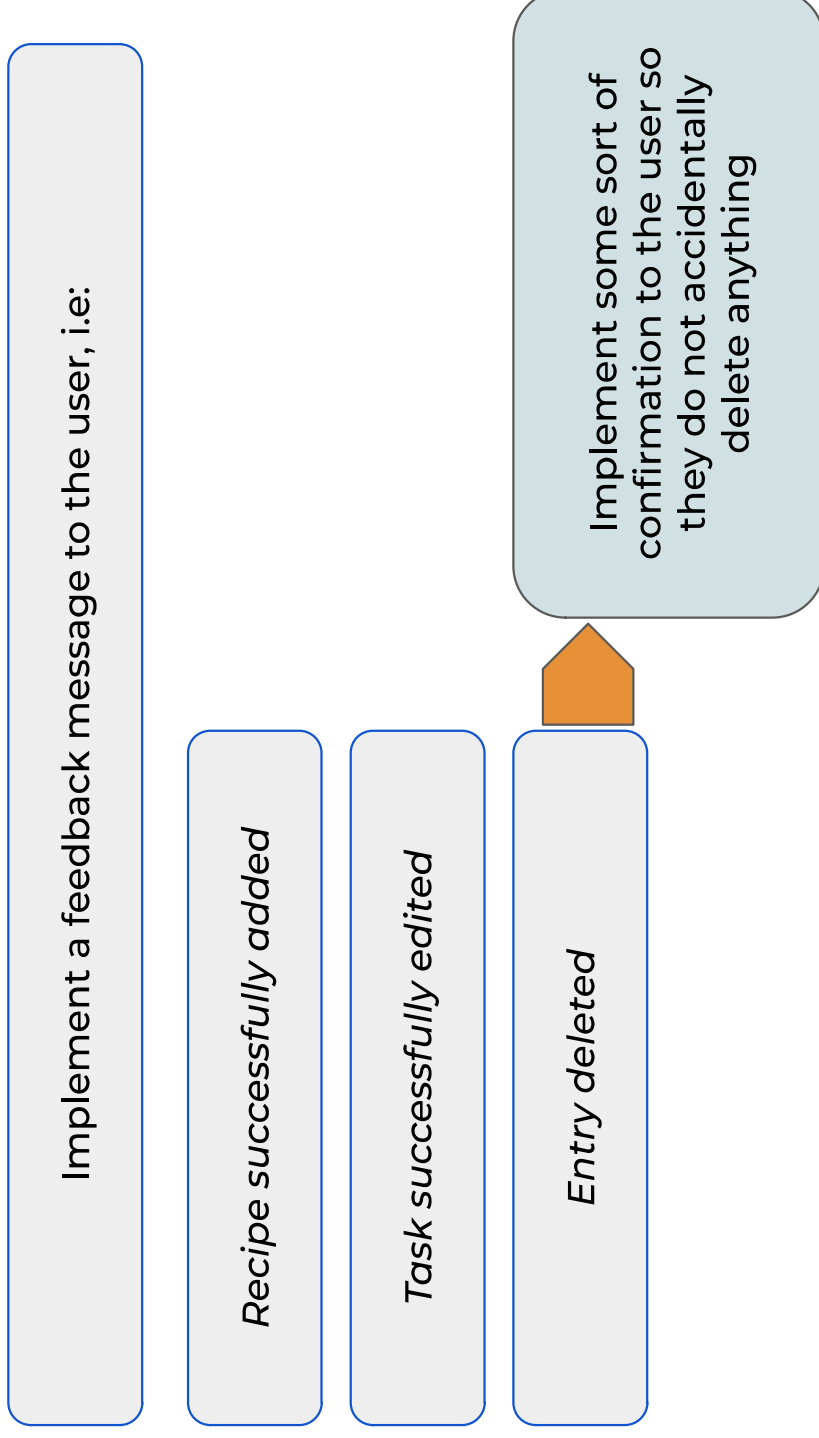 Implement a feedback message to the user, i.e:
Recipe successfully added
Task successfully edited
Entry deleted
Implement some sort of
confirmation to the user so
they do not accidentally
delete anything